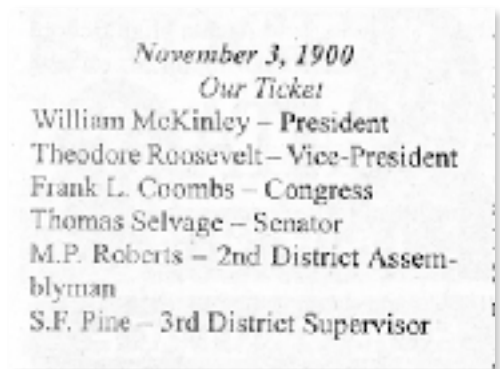 November 3, 1900
Our Ticket
William McKinley – President
Theodore Roosevelt – Vice-President
Frank L. Coombs – Congress
Thomas Selvage – Senator
M.P. Roberts – 2nd District Assem-
blyman
S.F. Pine – 3rd District Supervisor